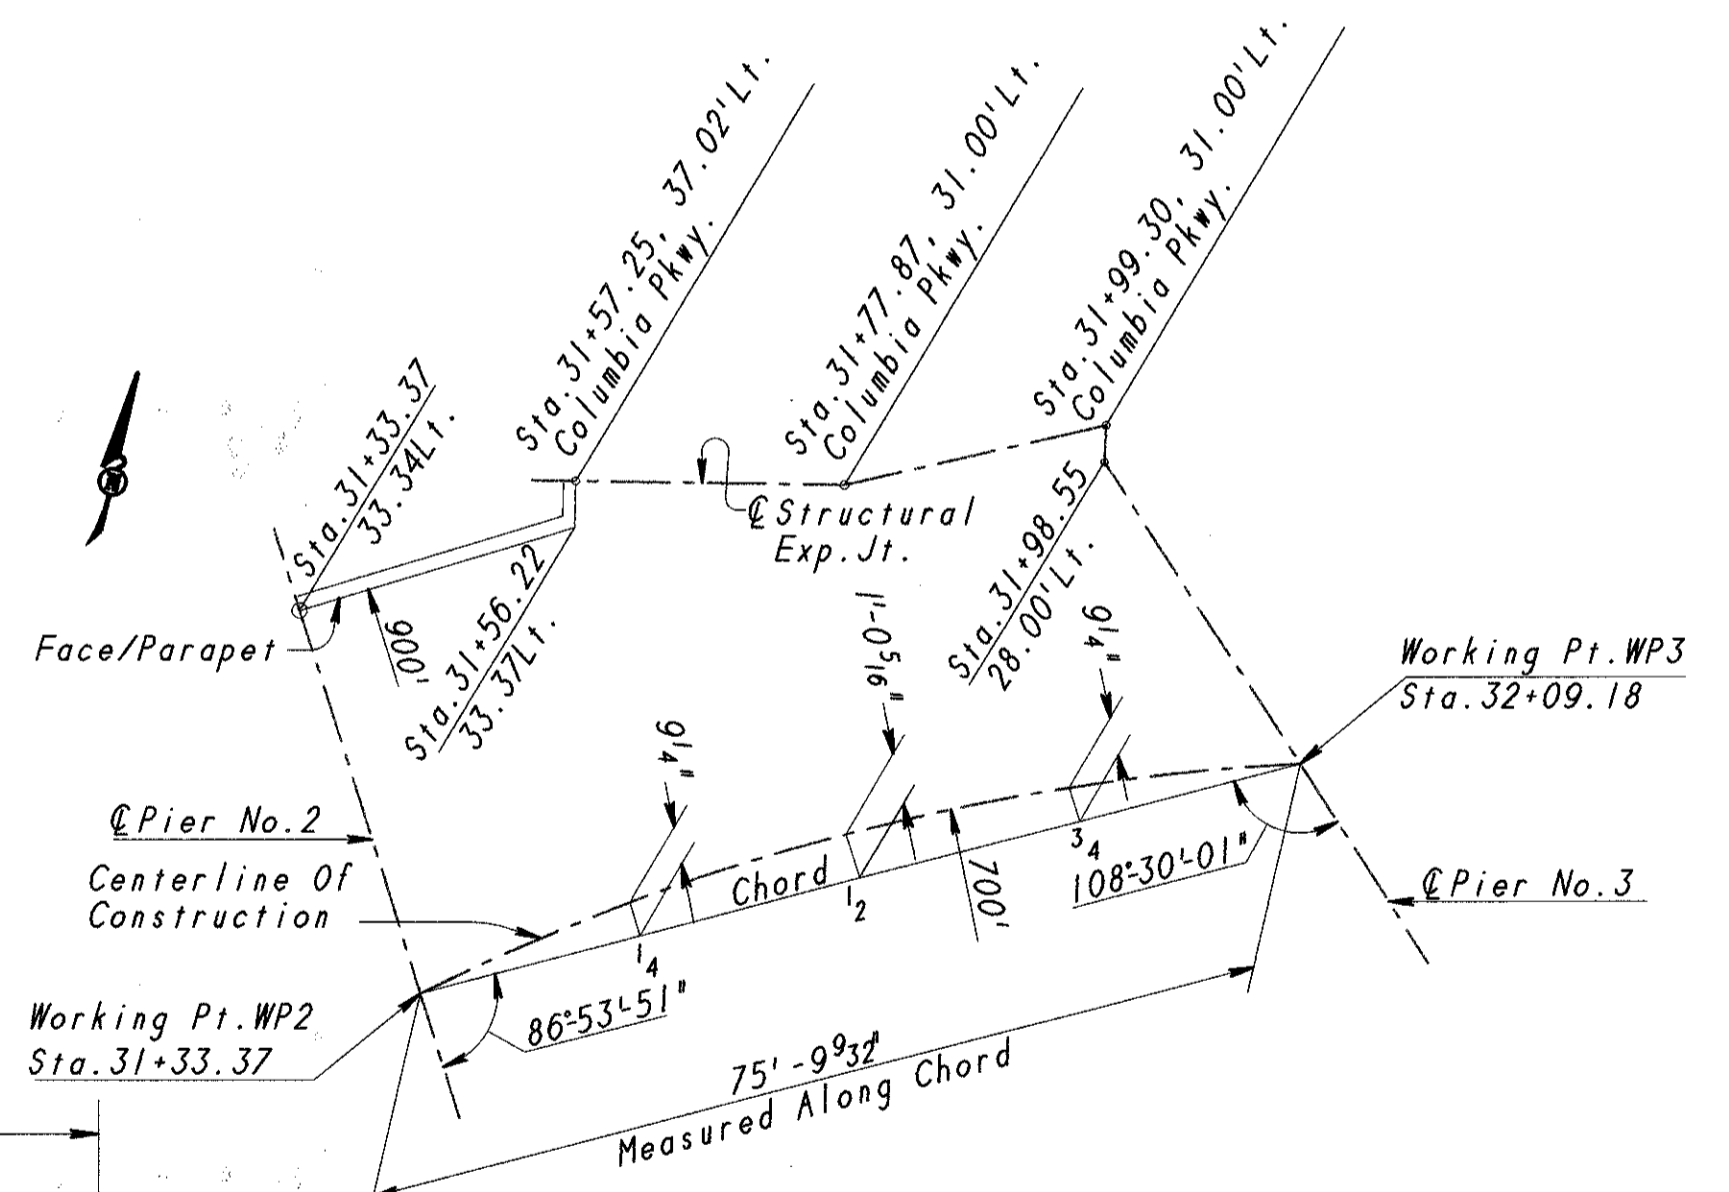 Sta.31+57.25, 37.02'Lt.
Columbia Pkwy.
Sta.31+77.87, 31.00'Lt.
Columbia Pkwy.
Sta.31+99.30, 31.00'Lt.
Columbia Pkwy.
Sta.31+33.37
33.34Lt.
℄ Structural
Exp.Jt.
Face/Parapet
900'
Sta.31+56.22
33.37Lt.
Sta.31+98.55
28.00'Lt.
9 1/4"
1'-0 5/16"
9 1/4"
Working Pt.WP3
Sta.32+09.18
℄ Pier No.2
Centerline Of
Construction
Chord
1/4
1/2
3/4
700'
108°-30'-01"
℄ Pier No.3
Working Pt.WP2
Sta.31+33.37
86°-53'-51"
75'-9 9/32"
Measured Along Chord
N